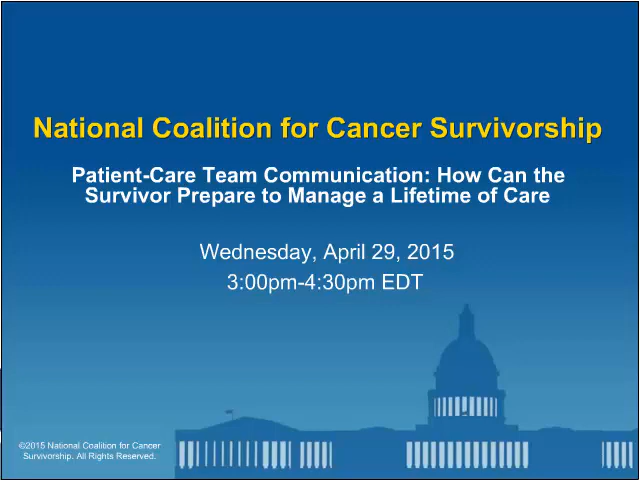 National Coalition for Cancer Survivorship
Patient-Care Team Communication: How Can the
Survivor Prepare to Manage a Lifetime of Care
Wednesday, April 29, 2015
3:00pm-4:30pm EDT
©2015 National Coalition for Cancer
Survivorship. All Rights Reserved.